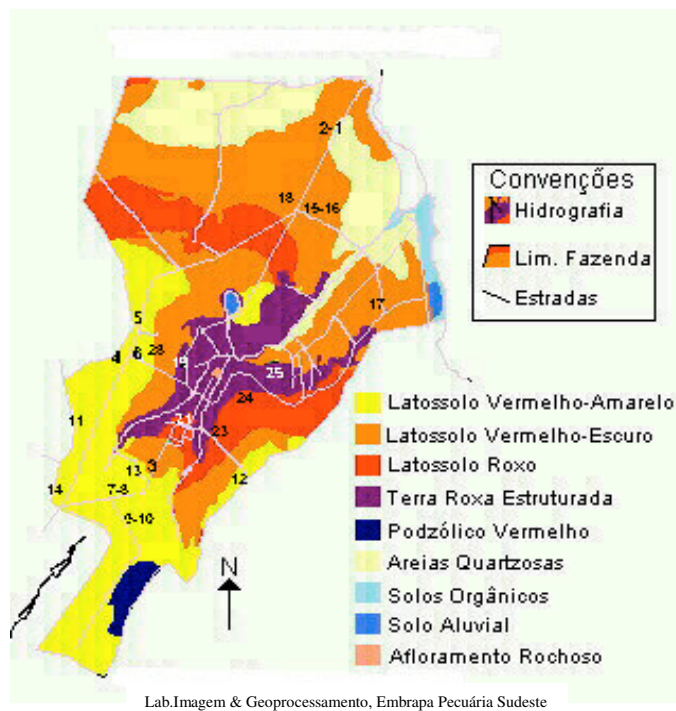 2-1
18
15-16
17
5
4
6
28
19
25
24
11
21
23
13
3
12
14
7-8
9-10
N
Convenções
Hidrografia
Lim. Fazenda
Estradas
Latossolo Vermelho-Amarelo
Latossolo Vermelho-Escuro
Latossolo Roxo
Terra Roxa Estruturada
Podzólico Vermelho
Areias Quartzosas
Solos Orgânicos
Solo Aluvial
Afloramento Rochoso
Lab.Imagem & Geoprocessamento, Embrapa Pecuária Sudeste